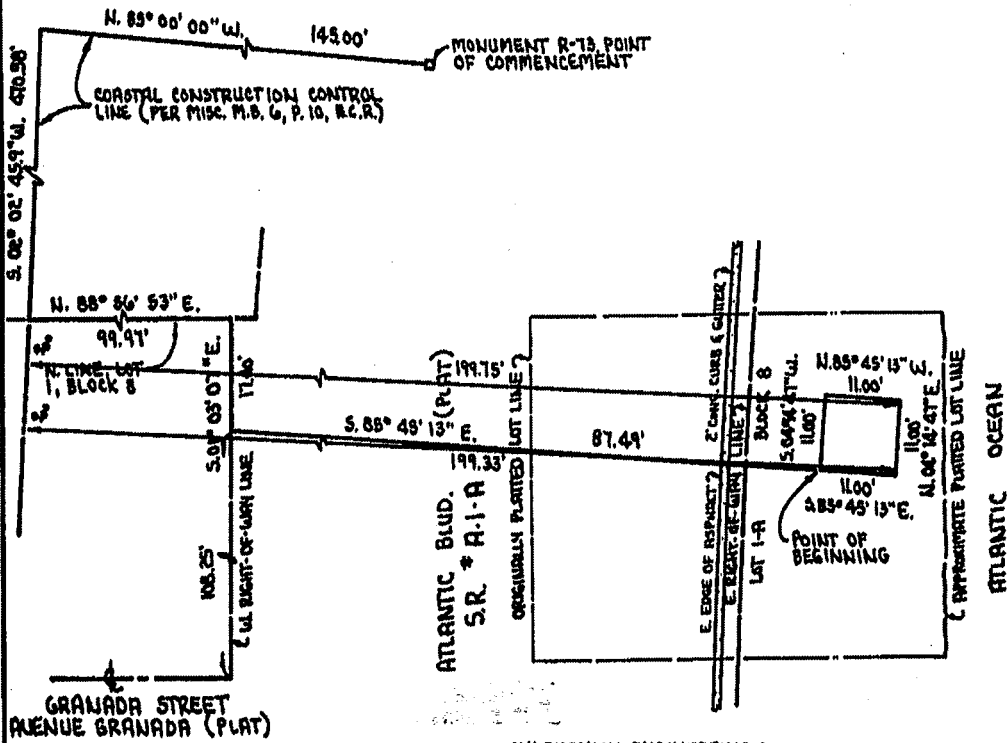 N. 85° 00' 00" W.
145.00'
MONUMENT R-73, POINT
OF COMMENCEMENT
COASTAL CONSTRUCTION CONTROL
LINE (PER MISC. M.B. 6, P. 10, B.C.R.)
S. 02° 02' 45.9" W. 470.98'
N. 88° 56' 53" E.
99.97'
N. LINE, LOT
1, BLOCK 8
S. 01° 03' 07" E.
17.40'
108.25'
W. RIGHT-OF-WAY LINE
GRANADA STREET
AVENUE GRANADA (PLAT)
199.75'
S. 85° 45' 13" E.
199.33'
ATLANTIC BLVD. (PLAT)
S.R. # A-1-A
ORIGINALLY PLATTED LOT LINE
87.49'
E. EDGE OF ASPHALT
2' CONC. CURB & GUTTER
E. RIGHT-OF-WAY LINE
BLOCK 8
LOT 1-A
N. 85° 45' 13" W.
11.00'
S. 04° 14' 47" W.
11.00'
11.00'
N. 04° 14' 47" E.
11.00'
S. 85° 45' 13" E.
POINT OF
BEGINNING
APPROXIMATE PLATTED LOT LINE
ATLANTIC OCEAN